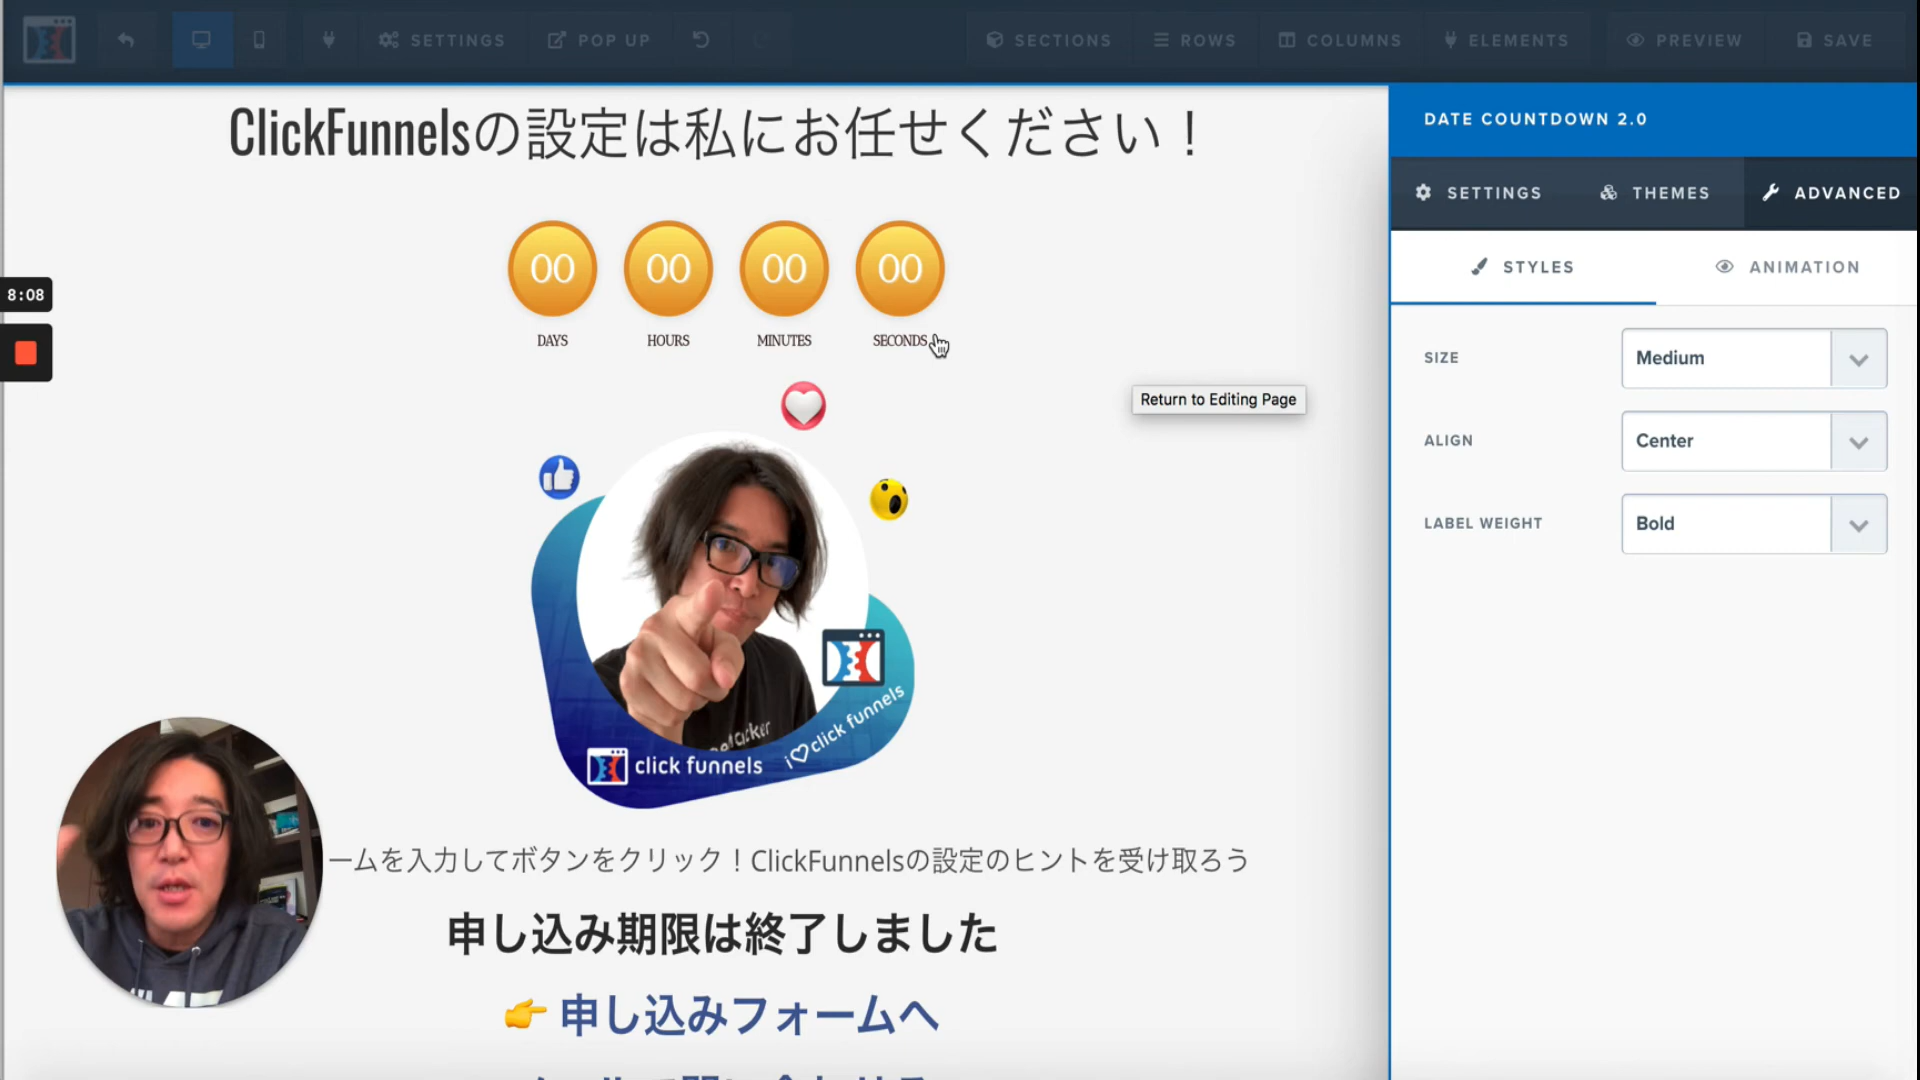 SETTINGS
POP UP
SECTIONS
ROWS
COLUMNS
ELEMENTS
PREVIEW
SAVE
ClickFunnelsの設定は私にお任せください！
00 00 00 00
DAYS HOURS MINUTES SECONDS
8:08
Return to Editing Page
click funnels
i♡click funnels
ームを入力してボタンをクリック！ClickFunnelsの設定のヒントを受け取ろう
申し込み期限は終了しました
👉 申し込みフォームへ
DATE COUNTDOWN 2.0
SETTINGS
THEMES
ADVANCED
STYLES
ANIMATION
SIZE
Medium
ALIGN
Center
LABEL WEIGHT
Bold